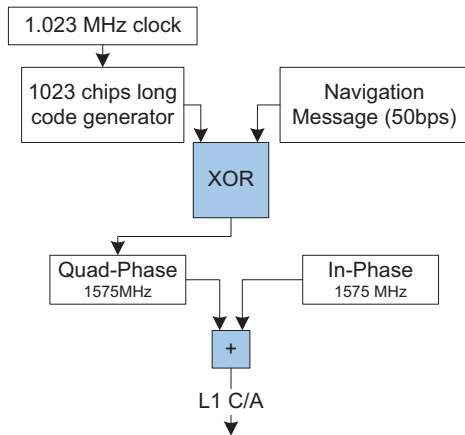 1.023 MHz clock
1023 chips long
code generator
Navigation
Message (50bps)
XOR
Quad-Phase
1575MHz
In-Phase
1575 MHz
+
L1 C/A